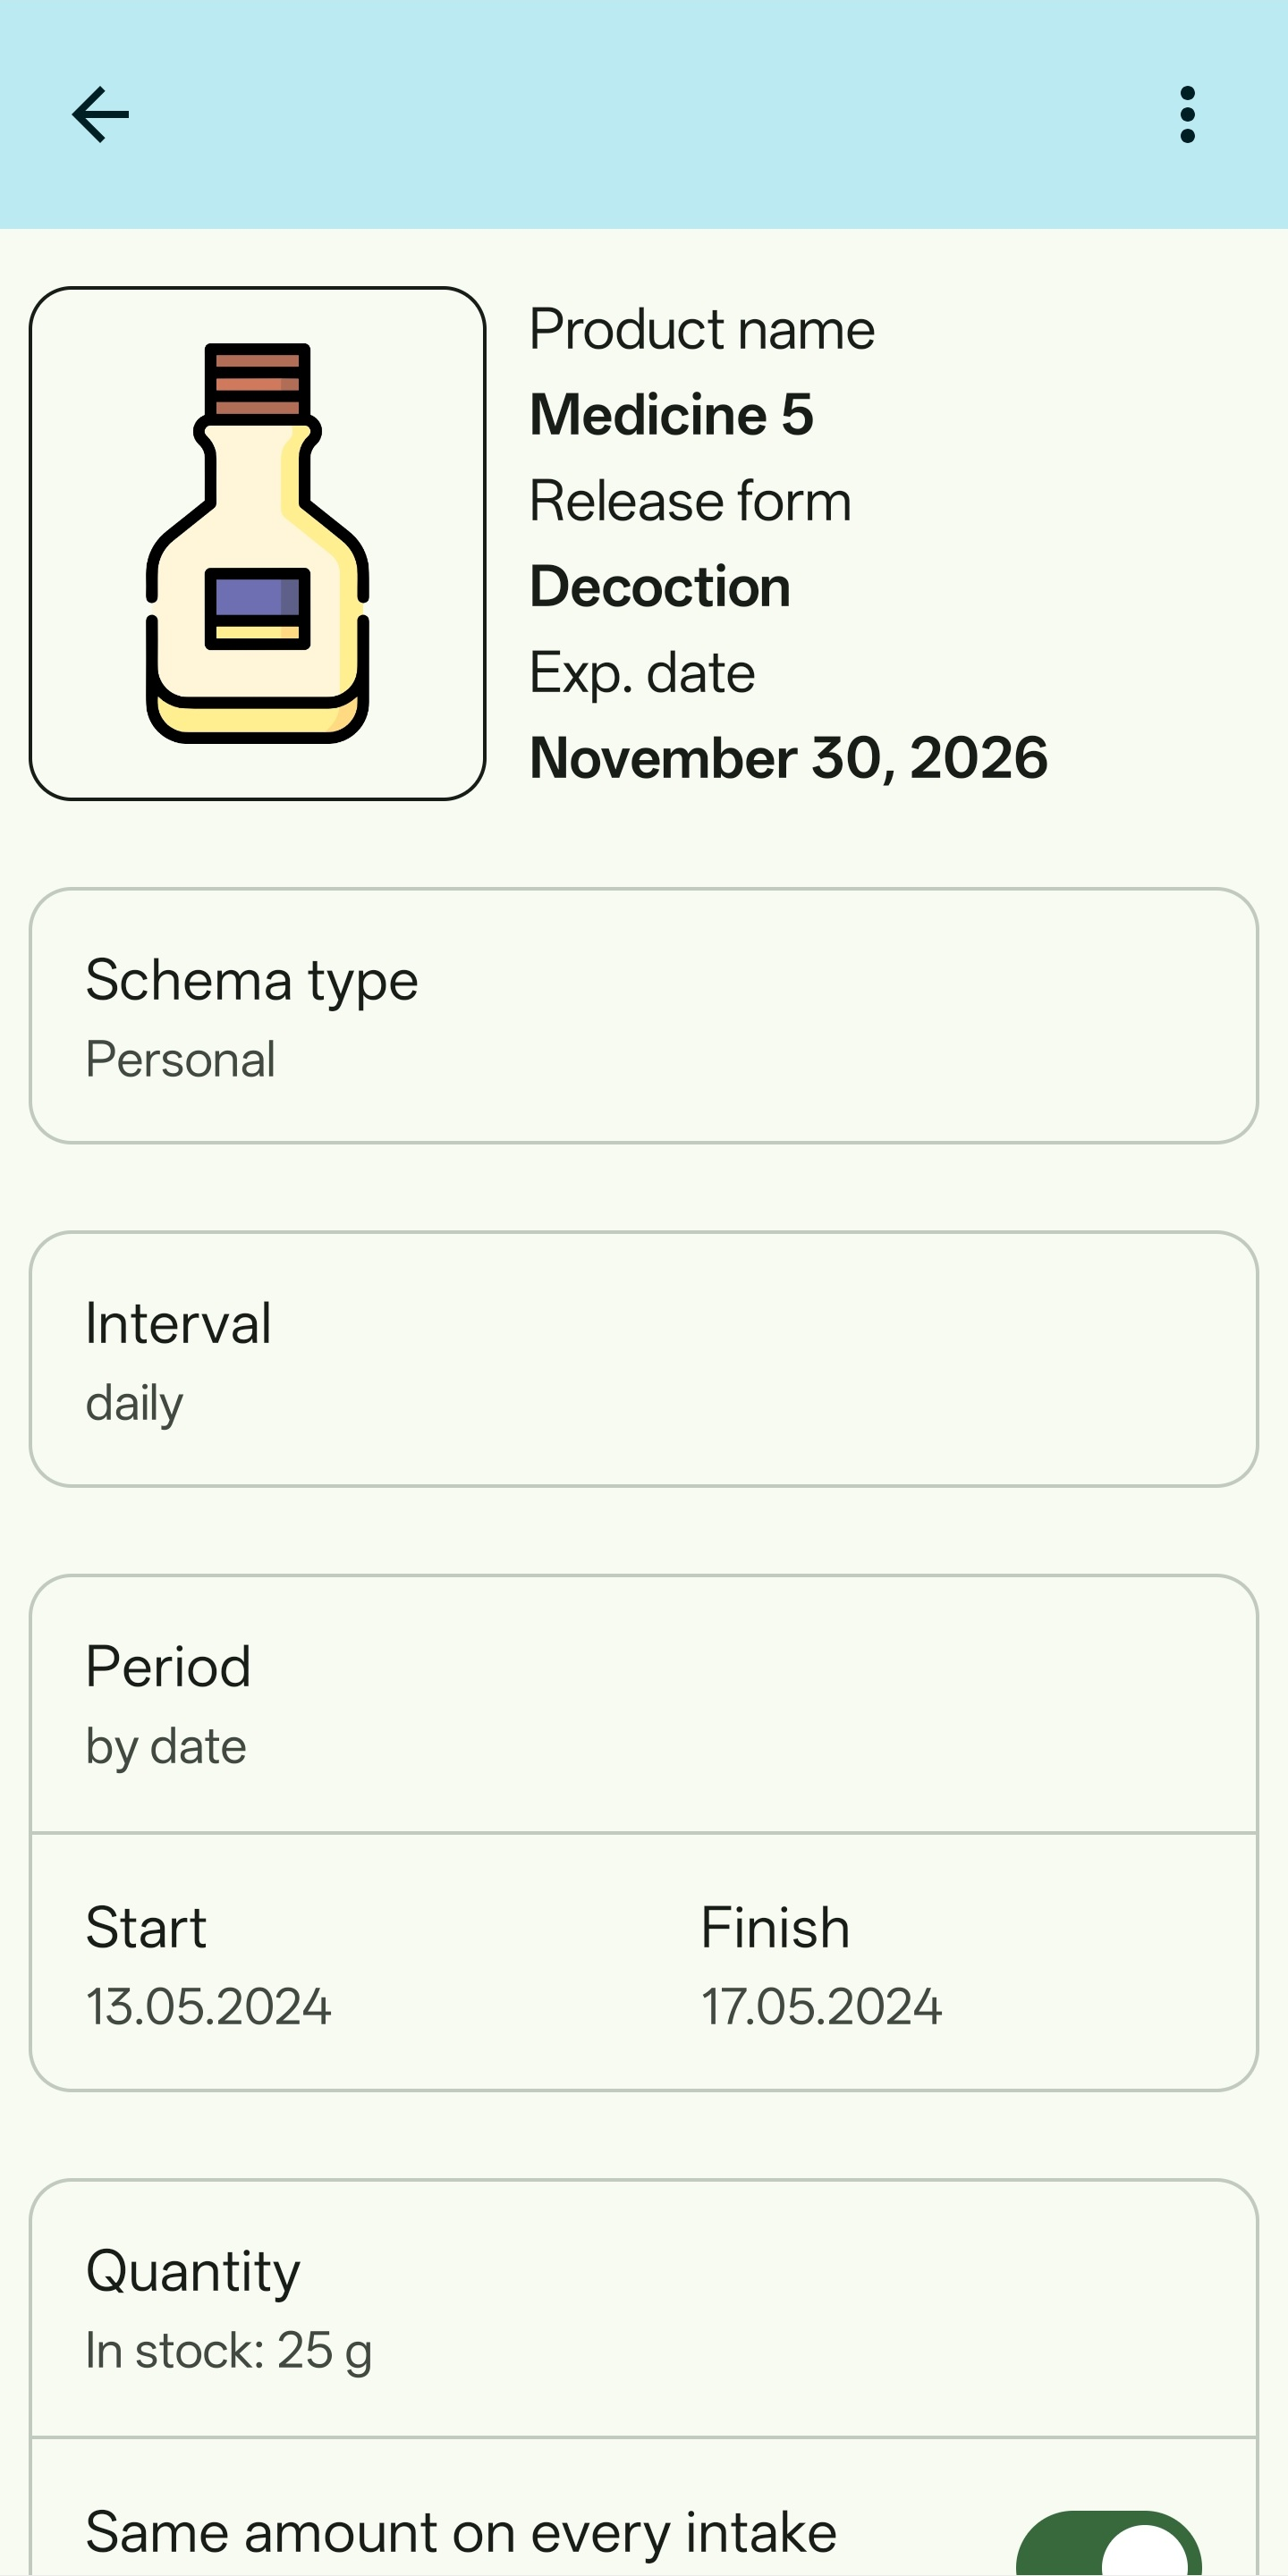 Product name
Medicine 5
Release form
Decoction
Exp. date
November 30, 2026
Schema type
Personal
Interval
daily
Period
by date
Start
Finish
13.05.2024
17.05.2024
Quantity
In stock: 25 g
Same amount on every intake